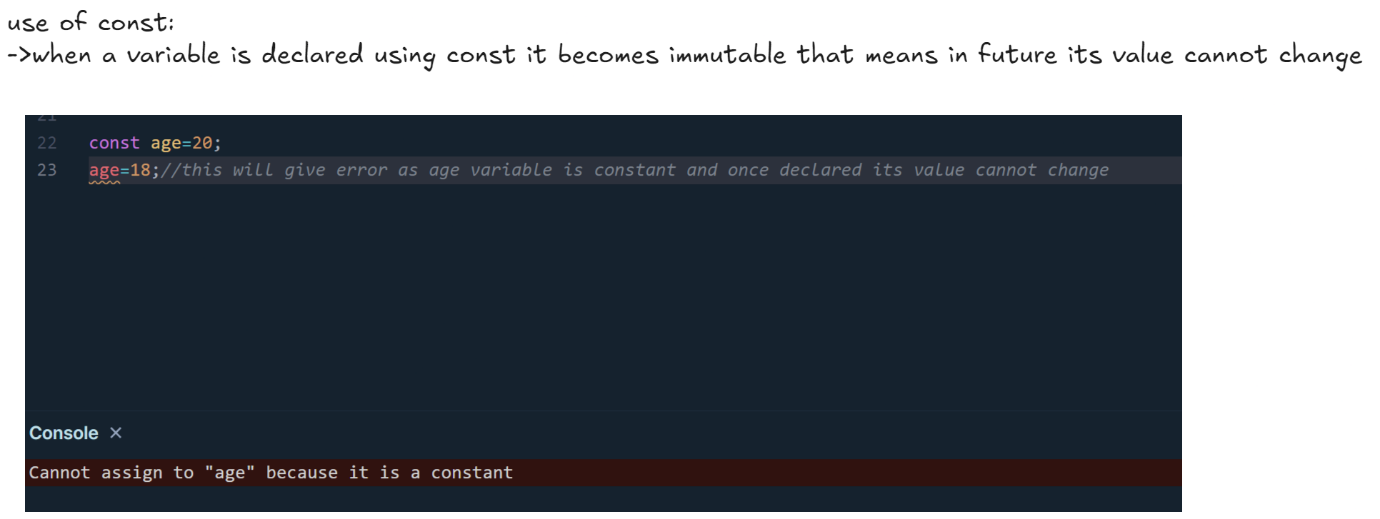 use of const:
->when a variable is declared using const it becomes immutable that means in future its value cannot change
21
22 const age=20;
23 age=18;//this will give error as age variable is constant and once declared its value cannot change
Console ×
Cannot assign to "age" because it is a constant